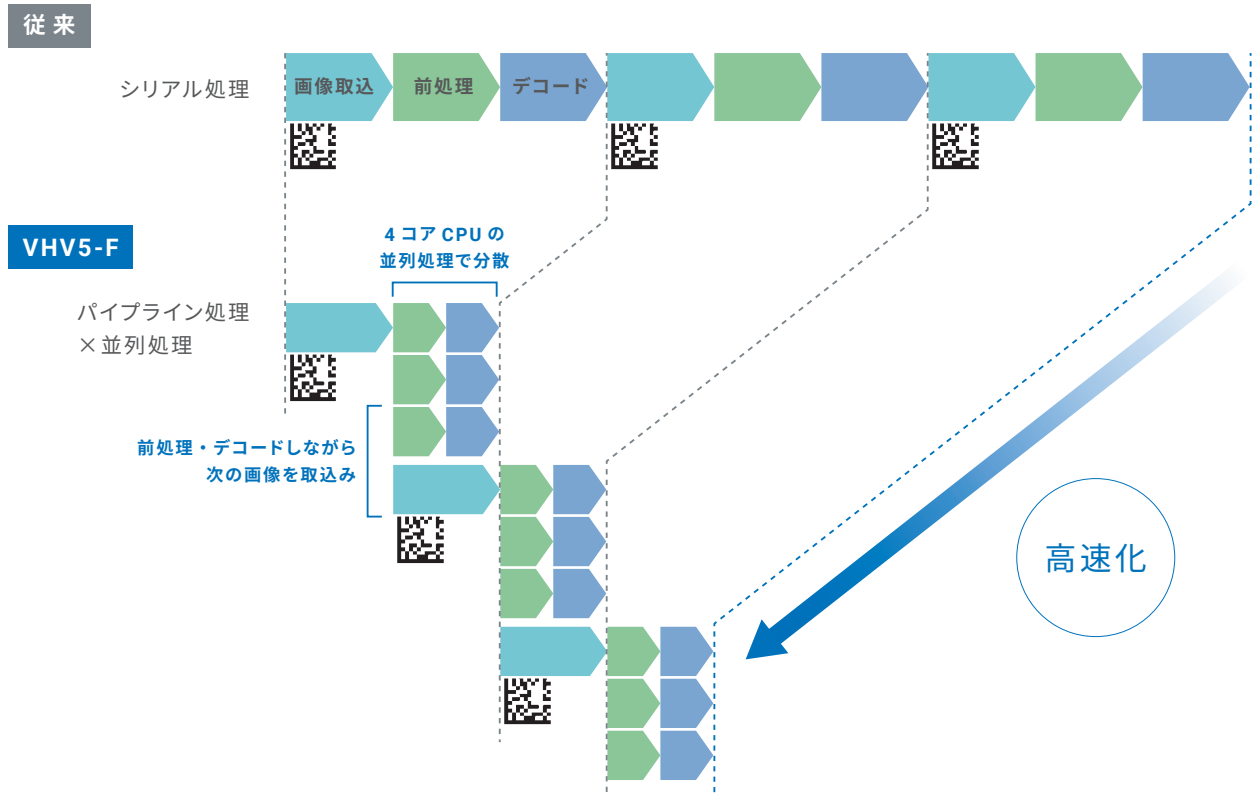 従来
シリアル処理
画像取込
前処理
デコード
VHV5-F
4コアCPUの
並列処理で分散
パイプライン処理
×並列処理
前処理・デコードしながら
次の画像を取込み
高速化